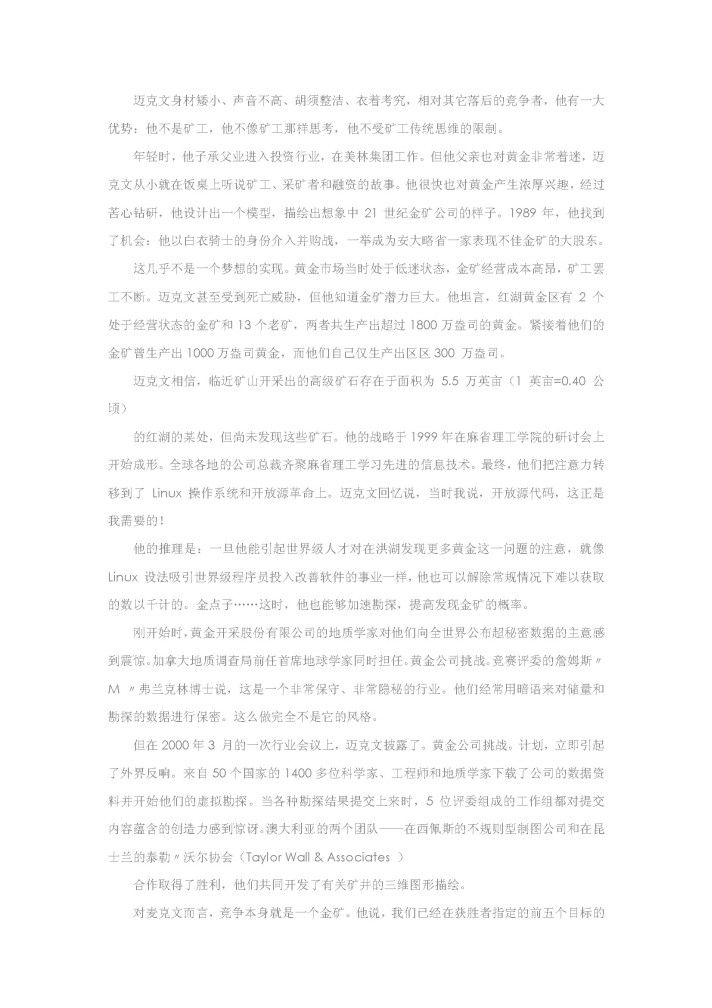 迈克文身材矮小、声音不高、胡须整洁、衣着考究，相对其它落后的竞争者，他有一大
优势：他不是矿工，他不像矿工那样思考，他不受矿工传统思维的限制。
年轻时，他子承父业进入投资行业，在美林集团工作。但他父亲也对黄金非常着迷，迈
克文从小就在饭桌上听说矿工、采矿者和融资的故事。他很快也对黄金产生浓厚兴趣，经过
苦心钻研，他设计出一个模型，描绘出想象中 21 世纪金矿公司的样子。1989 年，他找到
了机会：他以白衣骑士的身份介入并购战，一举成为安大略省一家表现不佳金矿的大股东。
这几乎不是一个梦想的实现。黄金市场当时处于低迷状态，金矿经营成本高昂，矿工罢
工不断。迈克文甚至受到死亡威胁，但他知道金矿潜力巨大。他坦言，红湖黄金区有 2 个
处于经营状态的金矿和 13 个老矿，两者共生产出超过 1800 万盎司的黄金。紧接着他们的
金矿曾生产出 1000 万盎司黄金，而他们自己仅生产出区区 300 万盎司。
迈克文相信，临近矿山开采出的高级矿石存在于面积为 5.5 万英亩（1 英亩=0.40 公
顷）
的红湖的某处，但尚未发现这些矿石。他的战略于 1999 年在麻省理工学院的研讨会上
开始成形。全球各地的公司总裁齐聚麻省理工学习先进的信息技术。最终，他们把注意力转
移到了 Linux 操作系统和开放源革命上。迈克文回忆说，当时我说，开放源代码，这正是
我需要的！
他的推理是：一旦他能引起世界级人才对在洪湖发现更多黄金这一问题的注意，就像
Linux 设法吸引世界级程序员投入改善软件的事业一样，他也可以解除常规情况下难以获取
的数以千计的。金点子……这时，他也能够加速勘探，提高发现金矿的概率。
刚开始时，黄金开采股份有限公司的地质学家对他们向全世界公布超秘密数据的主意感
到震惊。加拿大地质调查局前任首席地球学家同时担任。黄金公司挑战。竞赛评委的詹姆斯〃
M 〃弗兰克林博士说，这是一个非常保守、非常隐秘的行业。他们经常用暗语来对储量和
勘探的数据进行保密。这么做完全不是它的风格。
但在 2000 年 3 月的一次行业会议上，迈克文披露了。黄金公司挑战。计划，立即引起
了外界反响。来自 50 个国家的 1400 多位科学家、工程师和地质学家下载了公司的数据资
料并开始他们的虚拟勘探。当各种勘探结果提交上来时，5 位评委组成的工作组都对提交
内容蕴含的创造力感到惊讶。澳大利亚的两个团队——在西佩斯的不规则型制图公司和在昆
士兰的泰勒〃沃尔协会（Taylor Wall & Associates ）
合作取得了胜利，他们共同开发了有关矿井的三维图形描绘。
对麦克文而言，竞争本身就是一个金矿。他说，我们已经在获胜者指定的前五个目标的